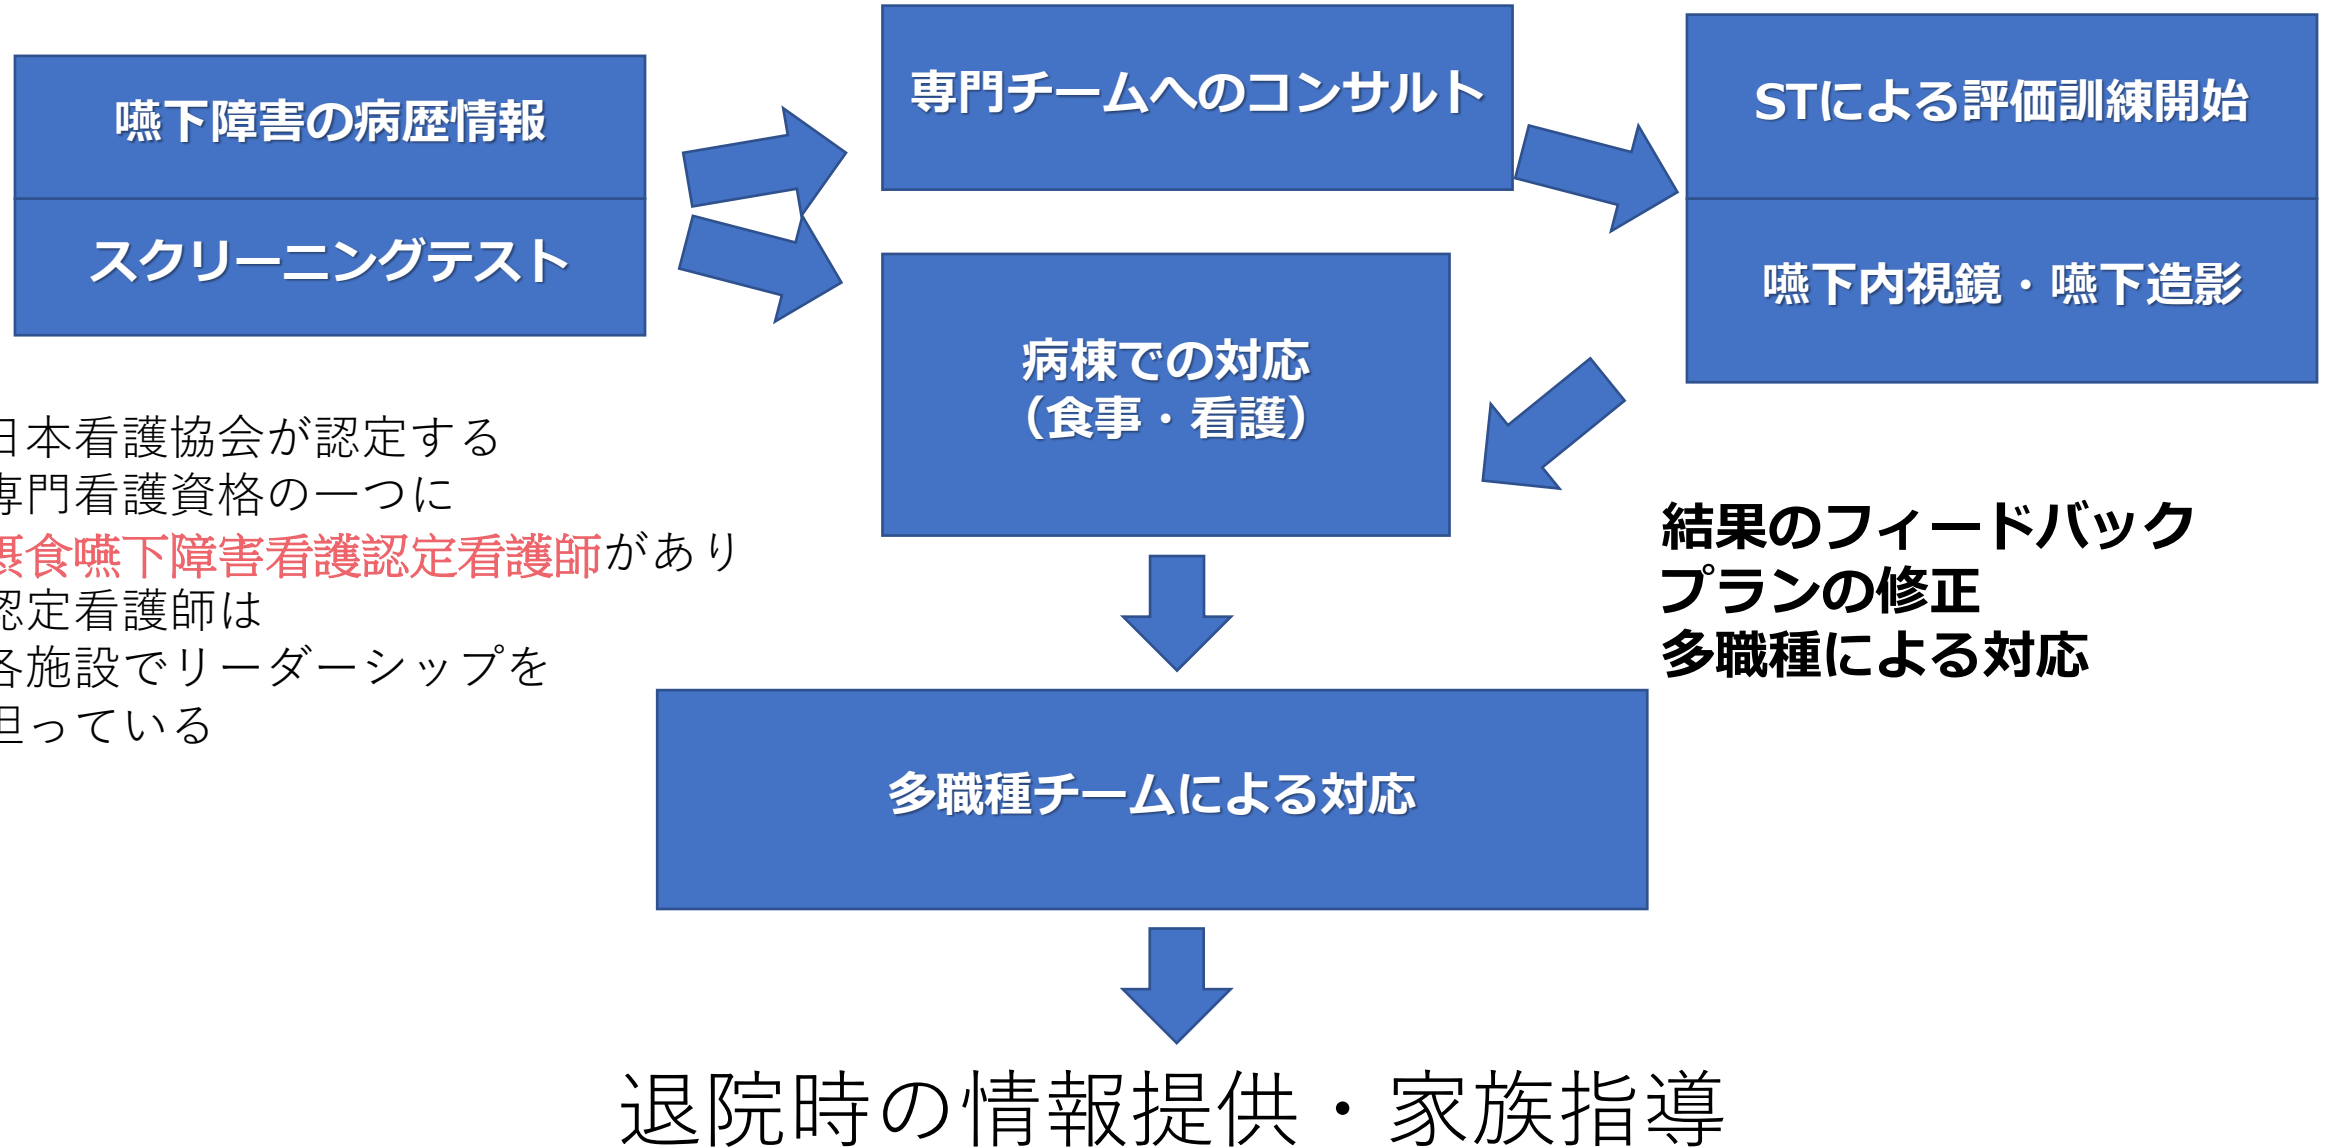 嚥下障害の病歴情報
スクリーニングテスト
専門チームへのコンサルト
STによる評価訓練開始
嚥下内視鏡・嚥下造影
病棟での対応
（食事・看護）
日本看護協会が認定する
専門看護資格の一つに
摂食嚥下障害看護認定看護師があり
認定看護師は
各施設でリーダーシップを
担っている
結果のフィードバック
プランの修正
多職種による対応
多職種チームによる対応
退院時の情報提供・家族指導